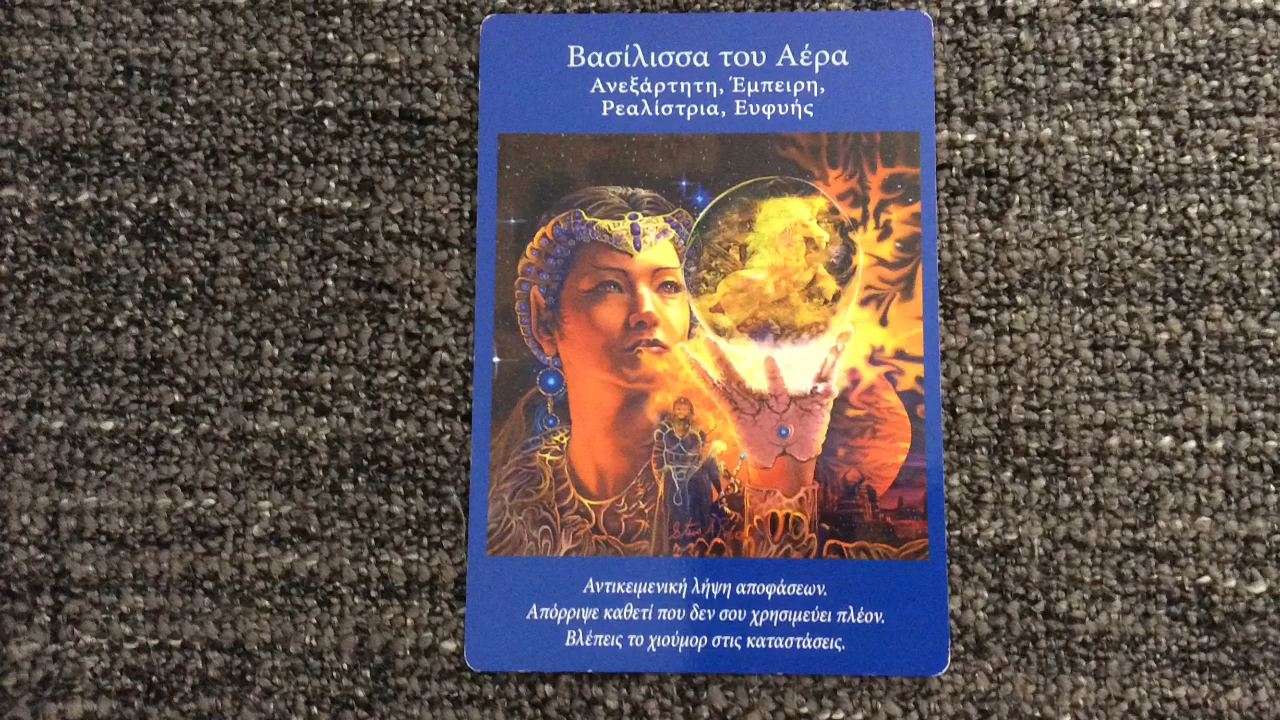 Βασίλισσα του Αέρα
Ανεξάρτητη, Έμπειρη,
Ρεαλίστρια, Ευφυής
Αντικειμενική λήψη αποφάσεων.
Απόρριψε καθετί που δεν σου χρησιμεύει πλέον.
Βλέπεις το χιούμορ στις καταστάσεις.